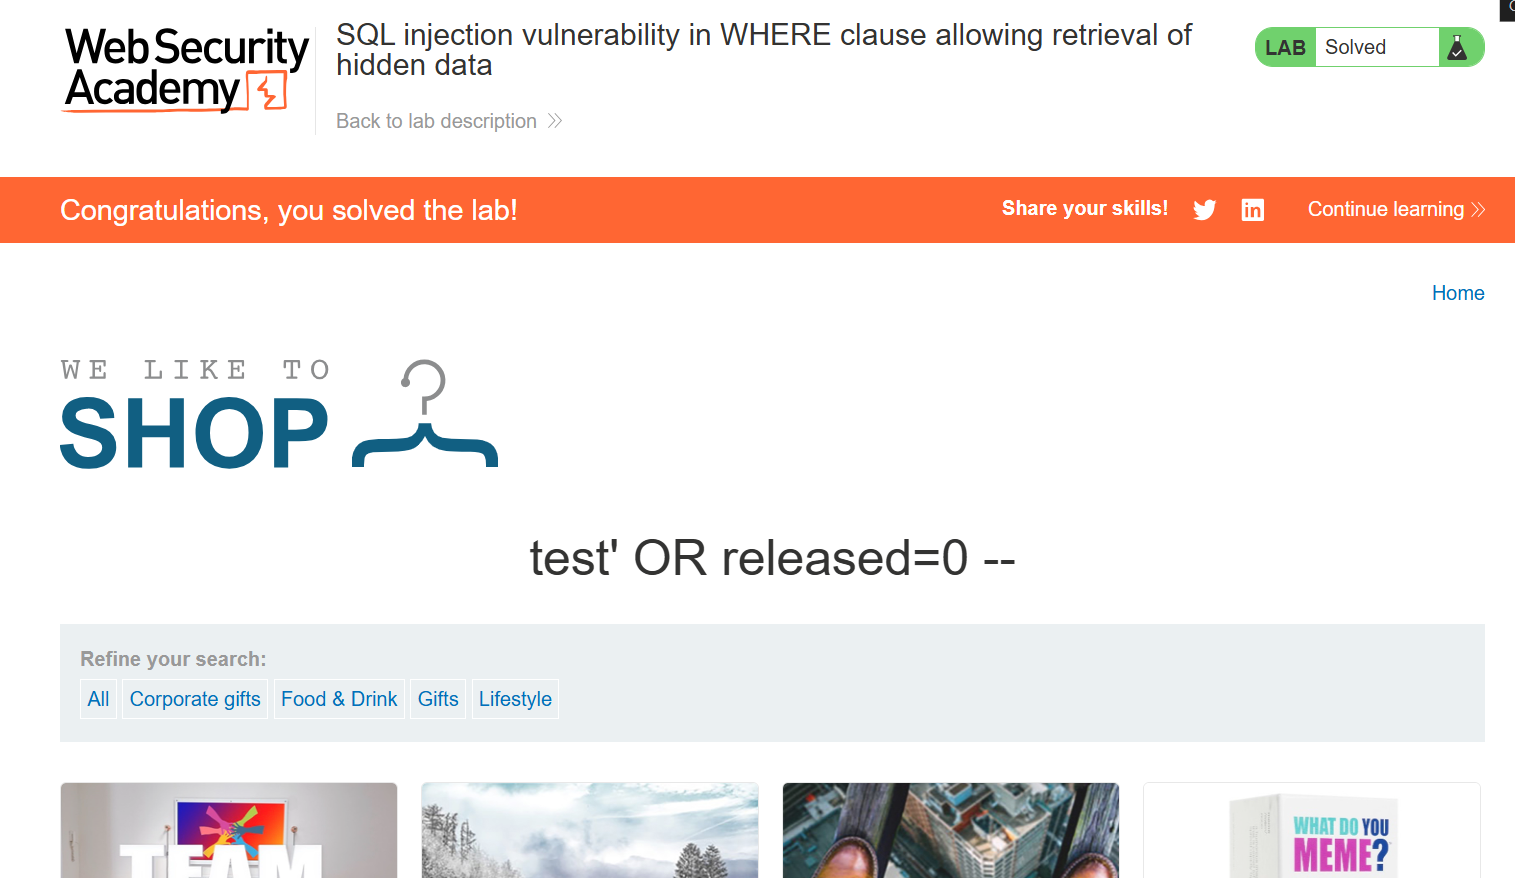 Web Security
Academy
SQL injection vulnerability in WHERE clause allowing retrieval of
hidden data
Back to lab description
LAB Solved
Congratulations, you solved the lab!
Share your skills!
in
Continue learning
Home
WE LIKE TO
SHOP
test' OR released=0 --
Refine your search:
All
Corporate gifts
Food & Drink
Gifts
Lifestyle
TEAM
WHAT DO YOU
MEME?